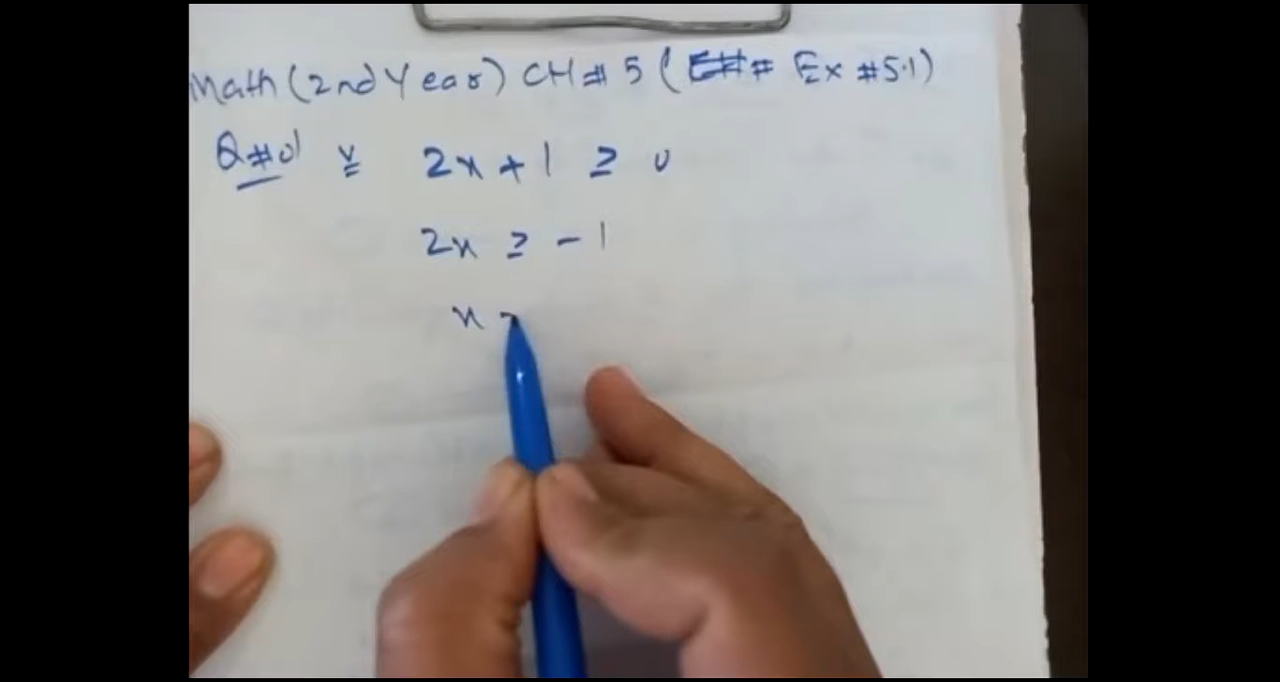 Math (2nd Year) CH # 5 ( Ex # 5.1)
Q#01 v 2x + 1 ≥ 0
2x ≥ - 1
x